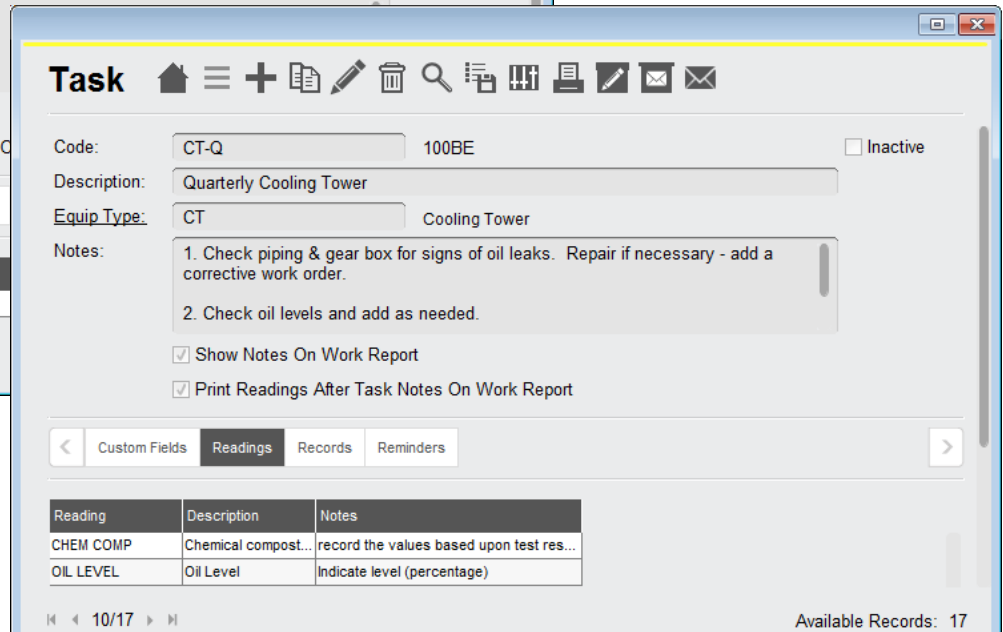 Task
Code: CT-Q 100BE Inactive
Description: Quarterly Cooling Tower
Equip Type: CT Cooling Tower
Notes: 1. Check piping & gear box for signs of oil leaks.  Repair if necessary - add a
corrective work order.
2. Check oil levels and add as needed.
Show Notes On Work Report
Print Readings After Task Notes On Work Report
Custom Fields Readings Records Reminders
Reading Description Notes
CHEM COMP Chemical compost... record the values based upon test res...
OIL LEVEL Oil Level Indicate level (percentage)
10/17 Available Records: 17